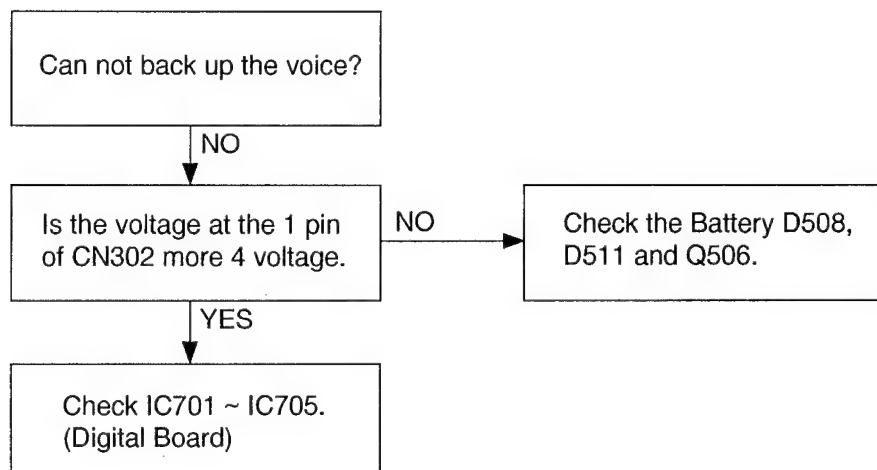 Can not back up the voice?
NO
Is the voltage at the 1 pin
of CN302 more 4 voltage.
NO
Check the Battery D508,
D511 and Q506.
YES
Check IC701 ~ IC705.
(Digital Board)